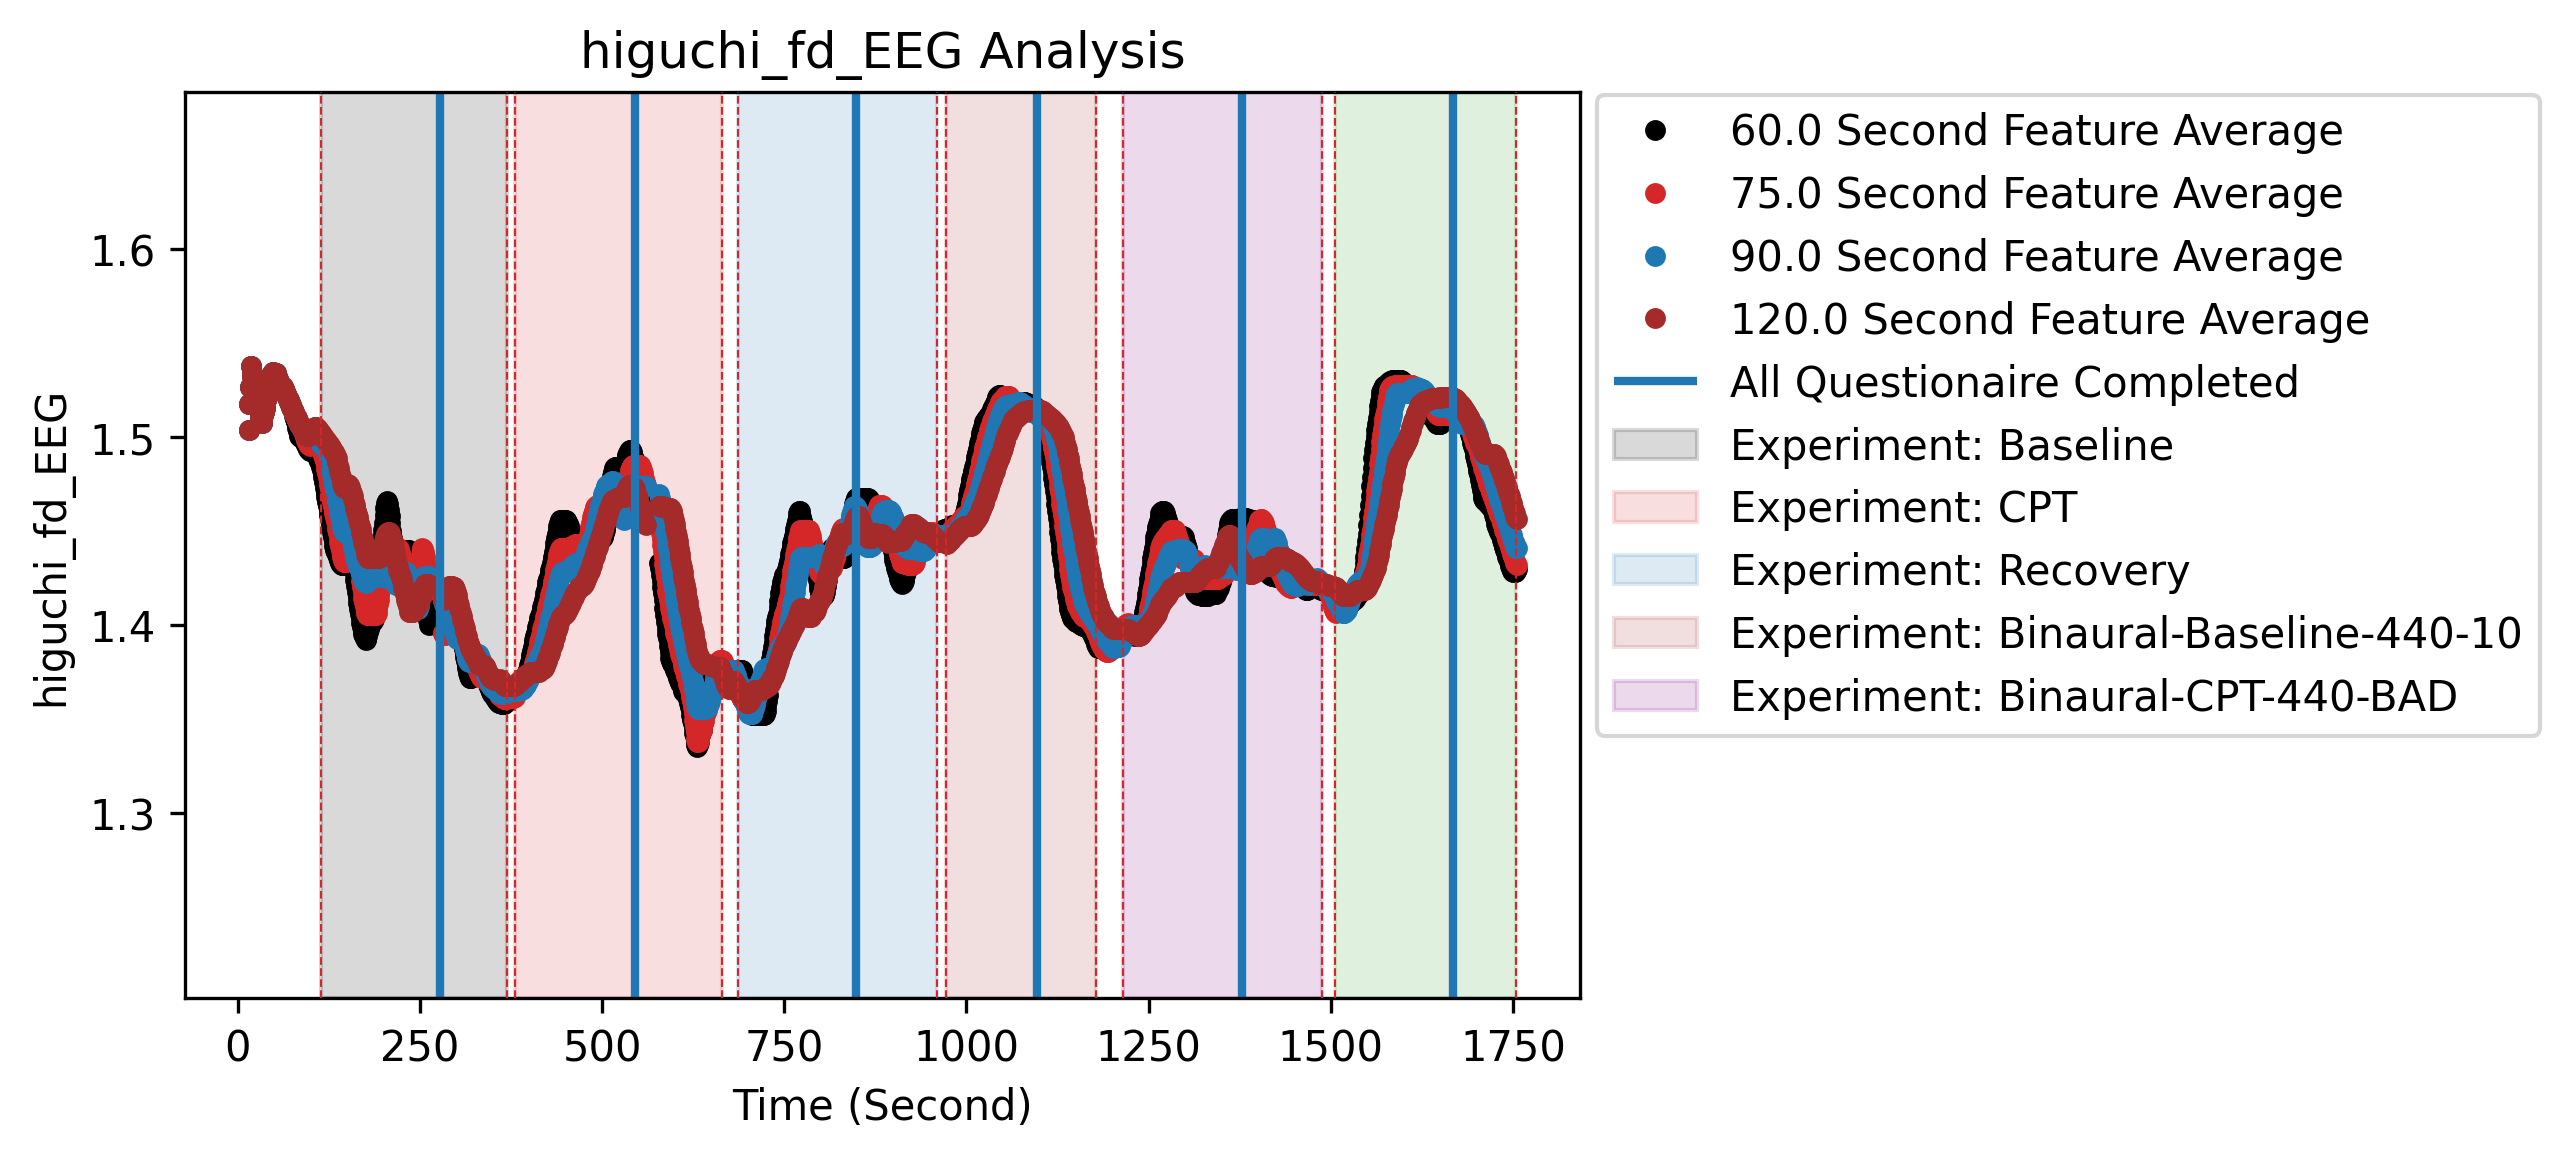 higuchi_fd_EEG Analysis
higuchi_fd_EEG
1.6
1.5
1.4
1.3
0 250 500 750 1000 1250 1500 1750
Time (Second)
60.0 Second Feature Average
75.0 Second Feature Average
90.0 Second Feature Average
120.0 Second Feature Average
All Questionaire Completed
Experiment: Baseline
Experiment: CPT
Experiment: Recovery
Experiment: Binaural-Baseline-440-10
Experiment: Binaural-CPT-440-BAD